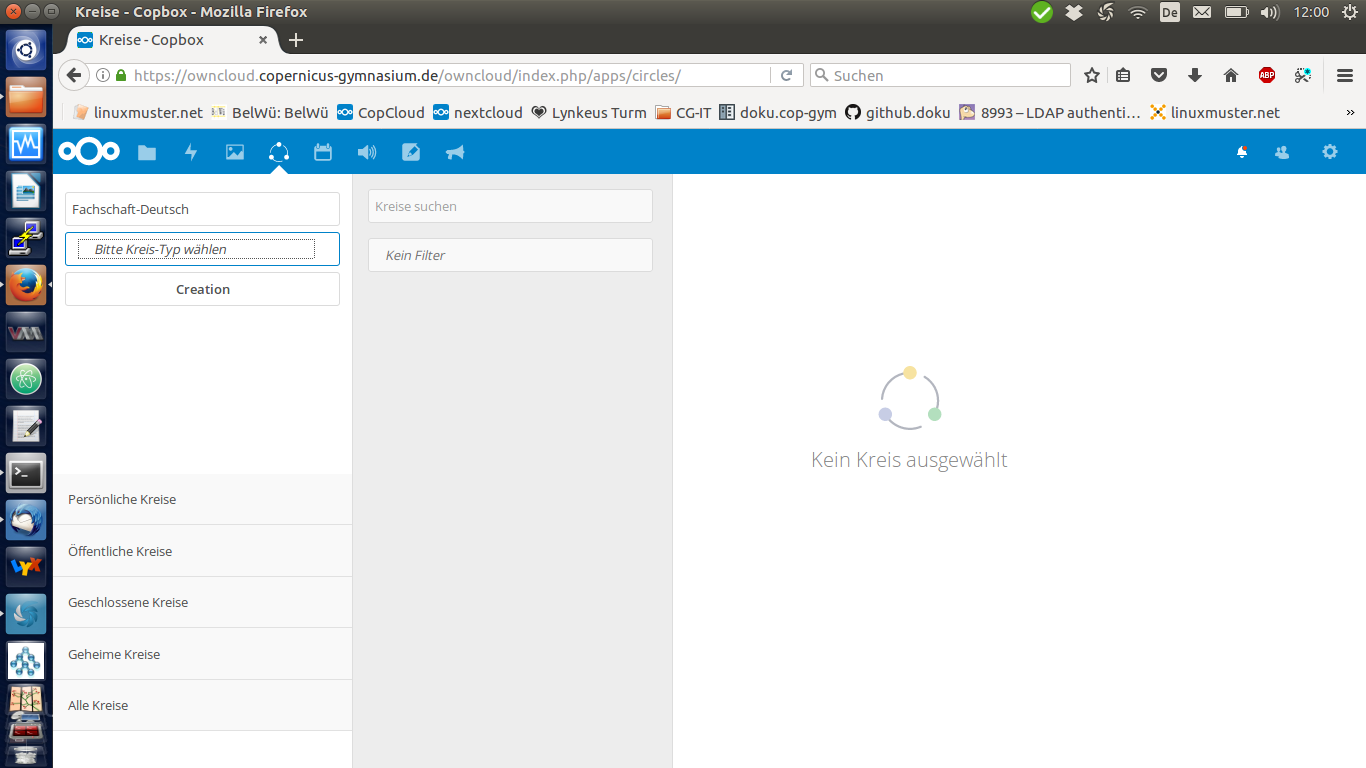 Kreise - Copbox - Mozilla Firefox
De
12:00
Kreise - Copbox
https://owncloud.copernicus-gymnasium.de/owncloud/index.php/apps/circles/
Suchen
ABP
linuxmuster.net
BelWü: BelWü
CopCloud
nextcloud
Lynkeus Turm
CG-IT
doku.cop-gym
github.doku
8993 – LDAP authenti…
linuxmuster.net
Fachschaft-Deutsch
Bitte Kreis-Typ wählen
Creation
Kreise suchen
Kein Filter
Kein Kreis ausgewählt
Persönliche Kreise
Öffentliche Kreise
Geschlossene Kreise
Geheime Kreise
Alle Kreise